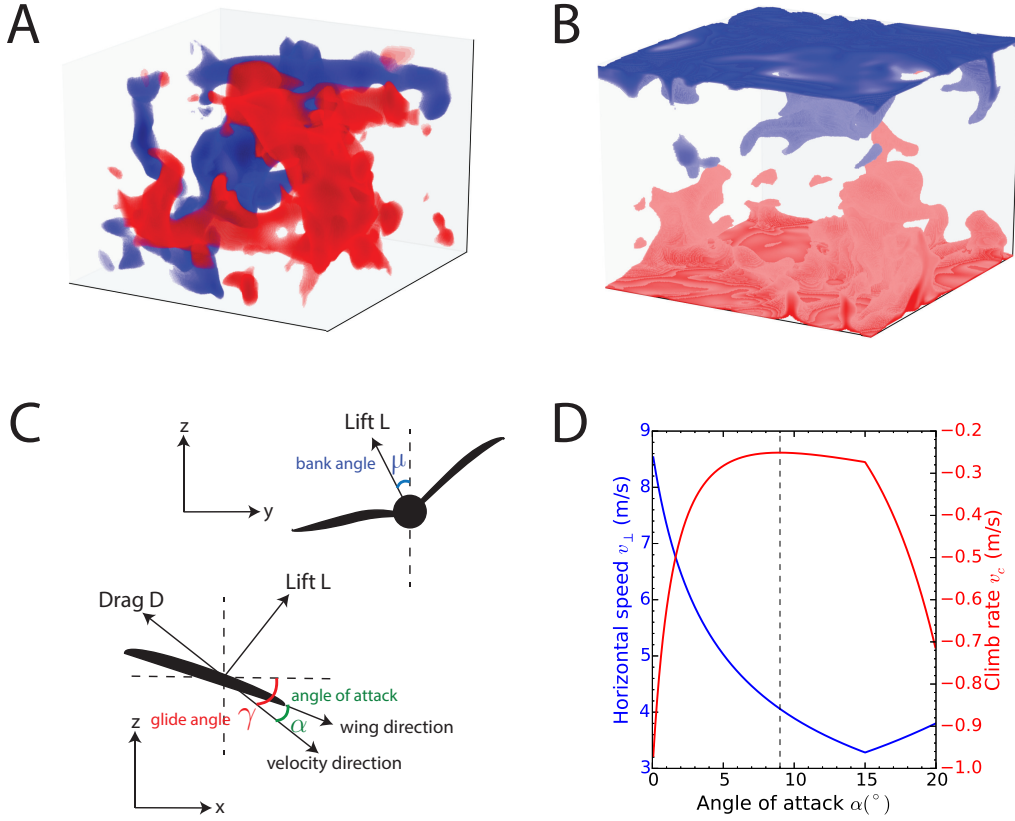 A
B
C
z
y
Lift L
bank angle
μ
Drag D
Lift L
glide angle
γ
angle of attack
α
wing direction
velocity direction
z
x
D
Horizontal speed v⊥ (m/s)
9
8
7
6
5
4
3
0
5
10
15
20
Angle of attack α(°)
−0.2
−0.3
−0.4
−0.5
−0.6
−0.7
−0.8
−0.9
−1.0
Climb rate v_c (m/s)